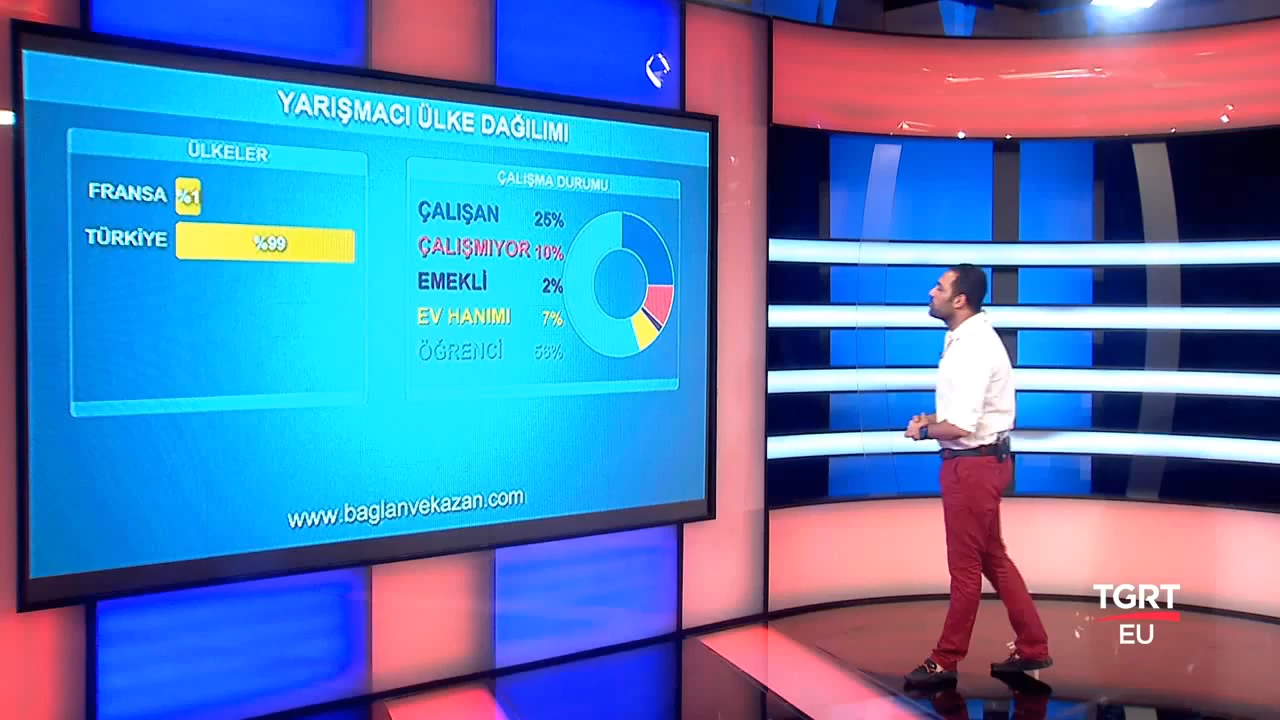 YARIŞMACI ÜLKE DAĞILIMI
ÜLKELER
FRANSA %1
TÜRKİYE %99
ÇALIŞMA DURUMU
ÇALIŞAN 25%
ÇALIŞMIYOR 10%
EMEKLİ 2%
EV HANIMI 7%
ÖĞRENCİ 56%
www.baglanvekazan.com
TGRT
EU